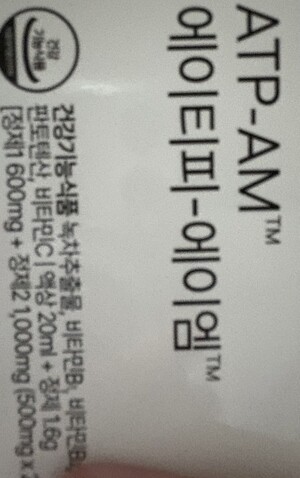 ATP-AM™
에이티피-에이엠™
건강
기능식품
건강기능식품 녹차추출물, 비타민B₁, 비타민B₂,
판토텐산, 비타민C | 액상 20ml + 정제 1.6g
[정제1 600mg + 정제2 1,000mg (500mg x